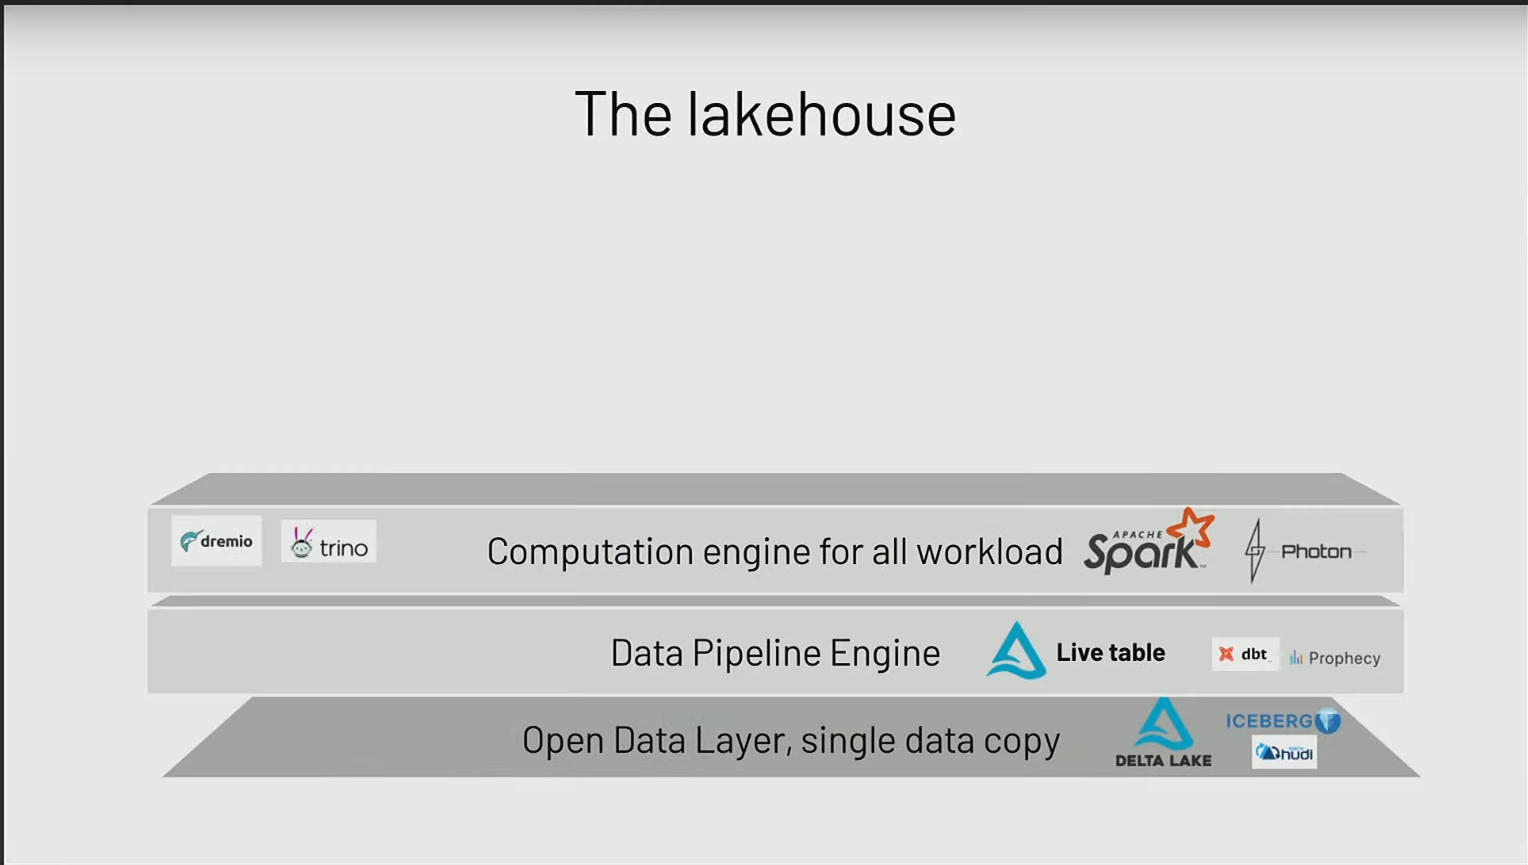 The lakehouse
dremio
trino
Computation engine for all workload
APACHE
Spark
Photon
Data Pipeline Engine
Live table
dbt
Prophecy
Open Data Layer, single data copy
DELTA LAKE
ICEBERG
hudi